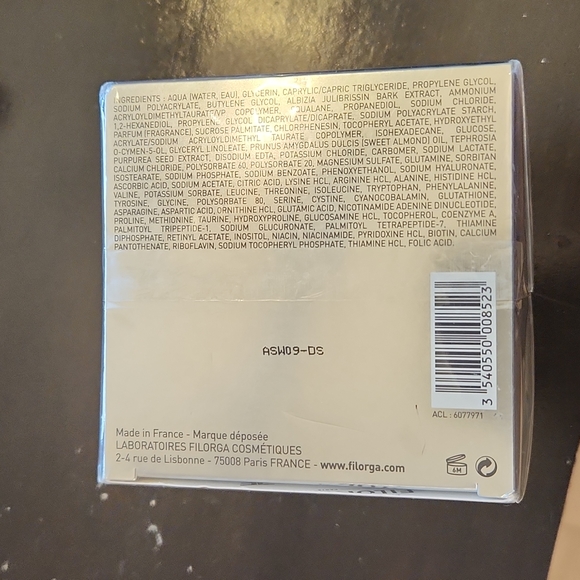 INGREDIENTS : AQUA (WATER, EAU), GLYCERIN, CAPRYLIC/CAPRIC TRIGLYCERIDE, PROPYLENE GLYCOL,
SODIUM POLYACRYLATE, BUTYLENE GLYCOL, ALBIZIA JULIBRISSIN BARK EXTRACT, AMMONIUM
ACRYLOYLDIMETHYLTAURATE/VP COPOLYMER, SQUALANE, PROPANEDIOL, SODIUM CHLORIDE,
1,2-HEXANEDIOL, PROPYLENE GLYCOL DICAPRYLATE/DICAPRATE, SODIUM POLYACRYLATE STARCH,
PARFUM (FRAGRANCE), SUCROSE PALMITATE, CHLORPHENESIN, TOCOPHERYL ACETATE, HYDROXYETHYL
ACRYLATE/SODIUM ACRYLOYLDIMETHYL TAURATE COPOLYMER, ISOHEXADECANE, GLUCOSE,
O-CYMEN-5-OL, GLYCERYL LINOLEATE, PRUNUS AMYGDALUS DULCIS (SWEET ALMOND) OIL, TEPHROSIA
PURPUREA SEED EXTRACT, DISODIUM EDTA, POTASSIUM CHLORIDE, CARBOMER, SODIUM LACTATE,
CALCIUM CHLORIDE, POLYSORBATE 60, POLYSORBATE 20, MAGNESIUM SULFATE, GLUTAMINE, SORBITAN
ISOSTEARATE, SODIUM PHOSPHATE, SODIUM BENZOATE, PHENOXYETHANOL, SODIUM HYALURONATE,
ASCORBIC ACID, SODIUM ACETATE, CITRIC ACID, LYSINE HCL, ARGININE HCL, ALANINE, HISTIDINE HCL,
VALINE, POTASSIUM SORBATE, LEUCINE, THREONINE, ISOLEUCINE, TRYPTOPHAN, PHENYLALANINE,
TYROSINE, GLYCINE, POLYSORBATE 80, SERINE, CYSTINE, CYANOCOBALAMIN, GLUTATHIONE,
ASPARAGINE, ASPARTIC ACID, ORNITHINE HCL, GLUTAMIC ACID, NICOTINAMIDE ADENINE DINUCLEOTIDE,
PROLINE, METHIONINE, TAURINE, HYDROXYPROLINE, GLUCOSAMINE HCL, TOCOPHEROL, COENZYME A,
PALMITOYL TRIPEPTIDE-1, SODIUM GLUCURONATE, PALMITOYL TETRAPEPTIDE-7, THIAMINE
DIPHOSPHATE, RETINYL ACETATE, INOSITOL, NIACIN, NIACINAMIDE, PYRIDOXINE HCL, BIOTIN, CALCIUM
PANTOTHENATE, RIBOFLAVIN, SODIUM TOCOPHERYL PHOSPHATE, THIAMINE HCL, FOLIC ACID.
3 540550 008523
ASW09-DS
ACL : 6077971
Made in France - Marque déposée
LABORATOIRES FILORGA COSMÉTIQUES
2-4 rue de Lisbonne - 75008 Paris FRANCE - www.filorga.com
6M